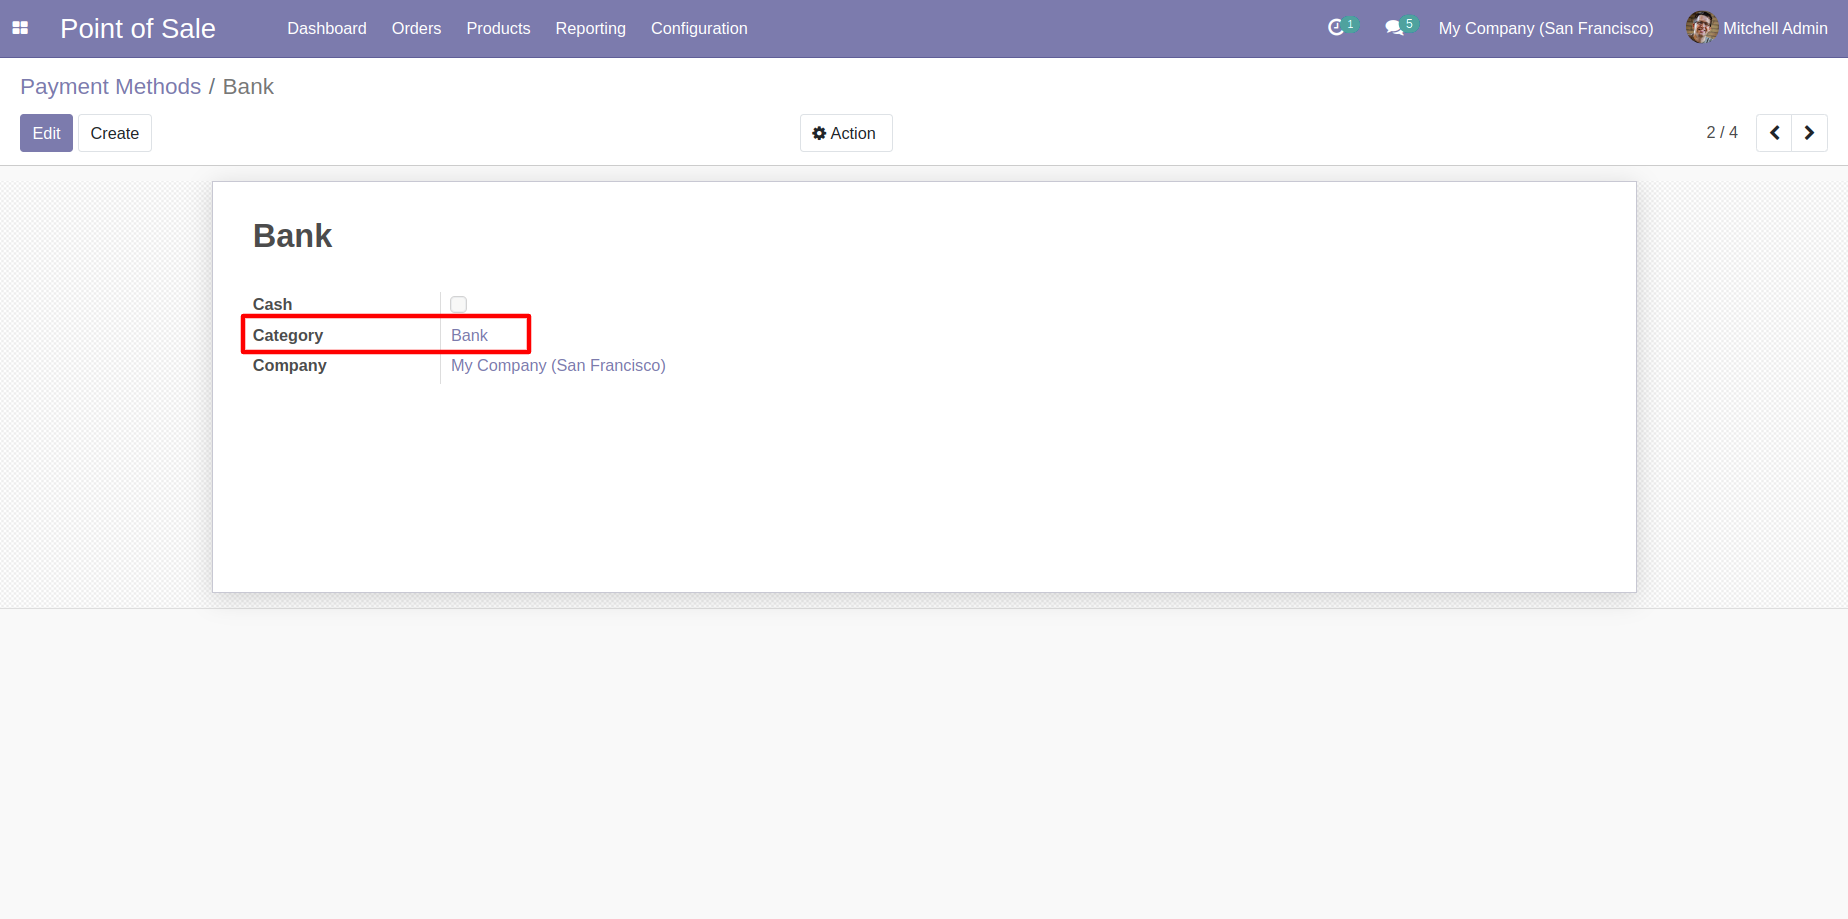 Point of Sale Dashboard Orders Products Reporting Configuration 1 5 My Company (San Francisco) Mitchell Admin
Payment Methods / Bank
Edit Create Action 2 / 4
Bank
Cash
Category Bank
Company My Company (San Francisco)